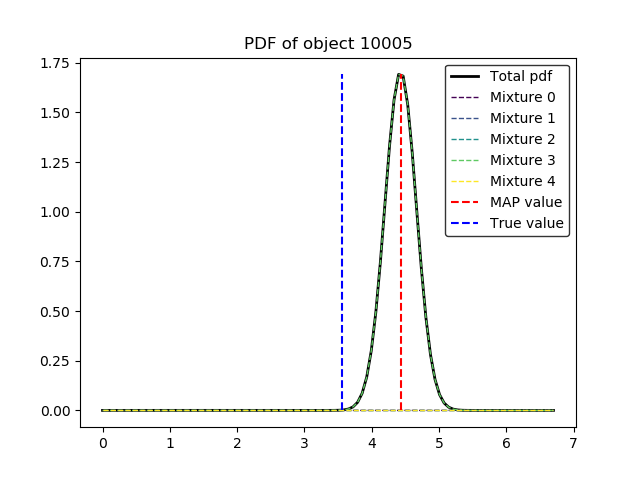 PDF of object 10005
1.75
1.50
1.25
1.00
0.75
0.50
0.25
0.00
0 1 2 3 4 5 6 7
Total pdf
Mixture 0
Mixture 1
Mixture 2
Mixture 3
Mixture 4
MAP value
True value